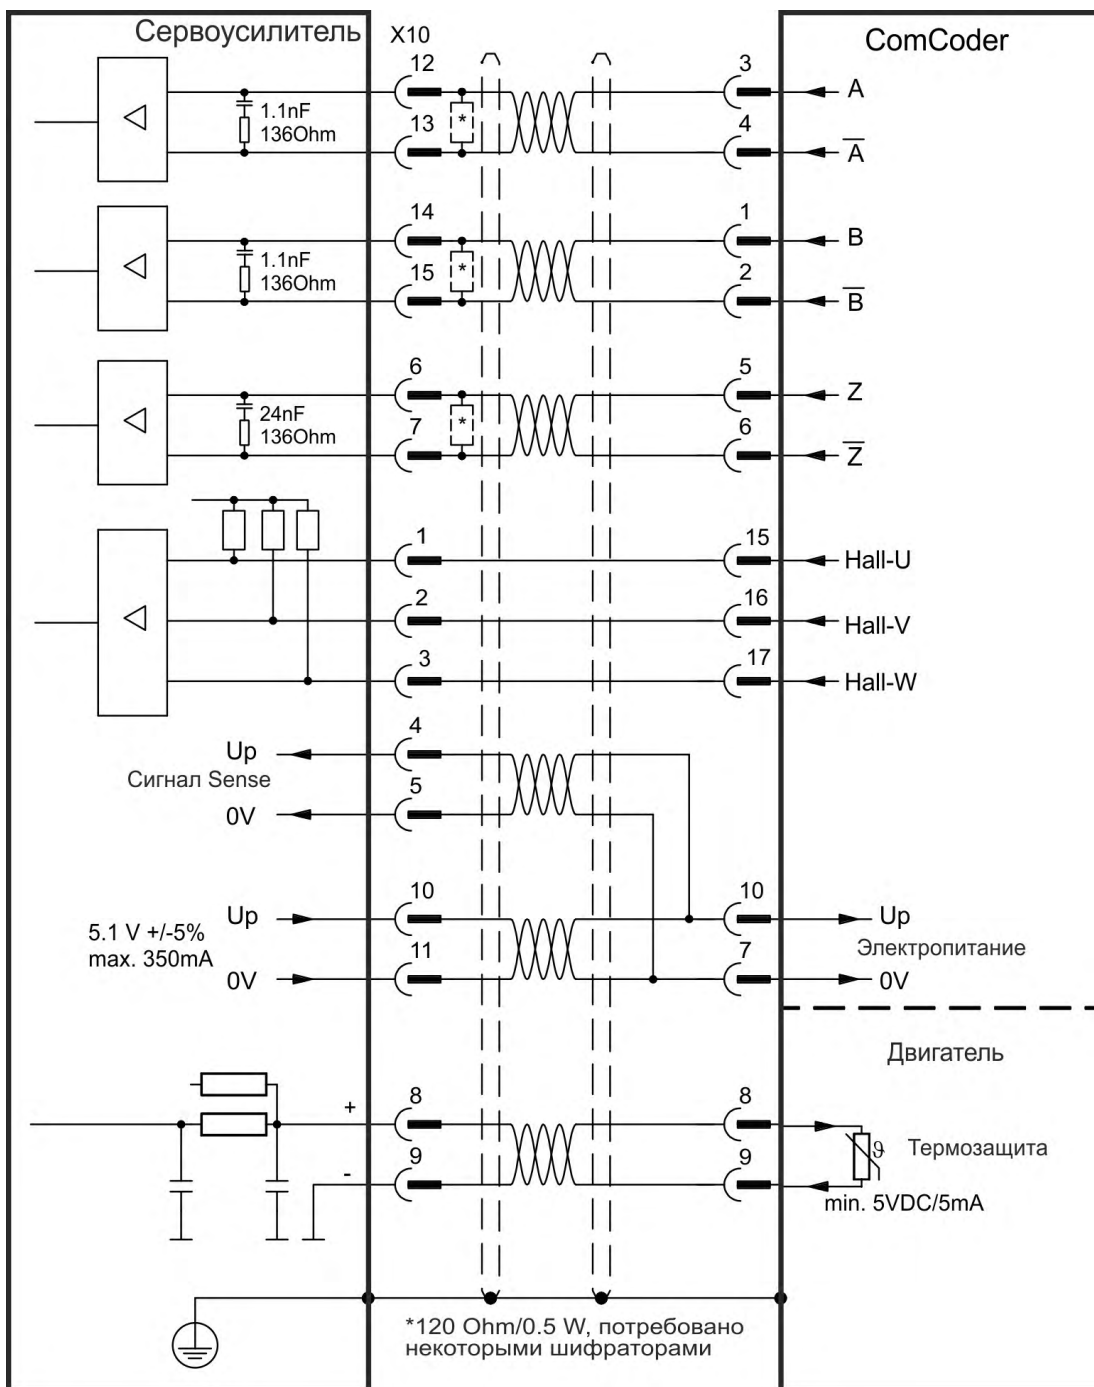 Сервоусилитель
X10
ComCoder
12
3
A
1.1nF
136Ohm
*
13
4
A̅
14
1
B
1.1nF
136Ohm
*
15
2
B̅
6
5
Z
24nF
136Ohm
*
7
6
Z̅
1
15
Hall-U
2
16
Hall-V
3
17
Hall-W
4
Up
Сигнал Sense
5
0V
10
10
Up
Up
5.1 V +/-5%
max. 350mA
Электропитание
11
7
0V
0V
Двигатель
8
8
+
ϑ
Термозащита
9
9
-
min. 5VDC/5mA
*120 Ohm/0.5 W, потребовано
некоторыми шифраторами